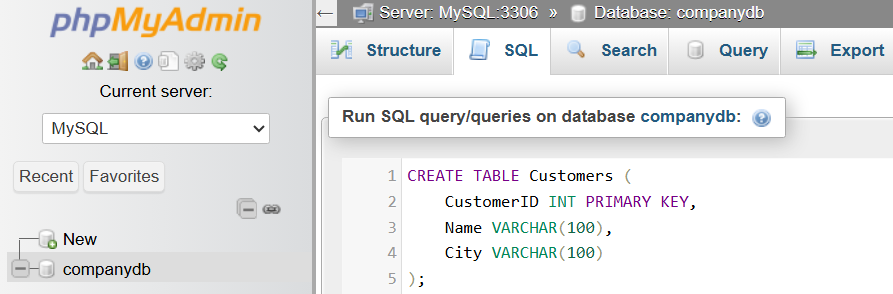 phpMyAdmin
Current server:
MySQL
Recent Favorites
New
companydb
← Server: MySQL:3306 » Database: companydb
Structure SQL Search Query Export
Run SQL query/queries on database companydb:
1 CREATE TABLE Customers (
2 CustomerID INT PRIMARY KEY,
3 Name VARCHAR(100),
4 City VARCHAR(100)
5 );